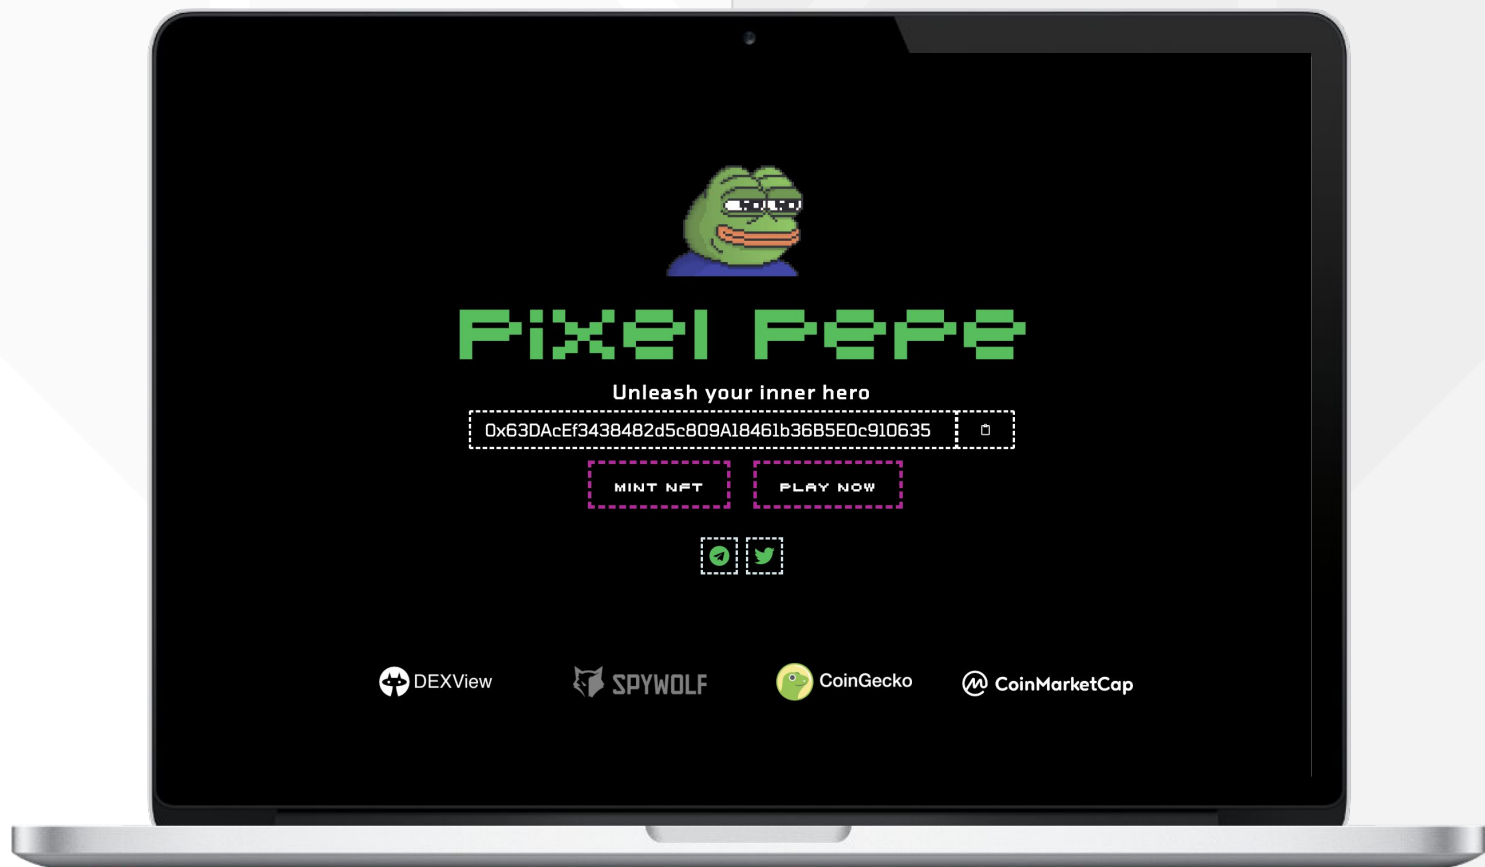 Pixel Pepe
Unleash your inner hero
0x63DAcEf3438482d5c809A18461b36B5E0c910635
MINT NFT PLAY NOW
DEXView SPYWOLF CoinGecko CoinMarketCap